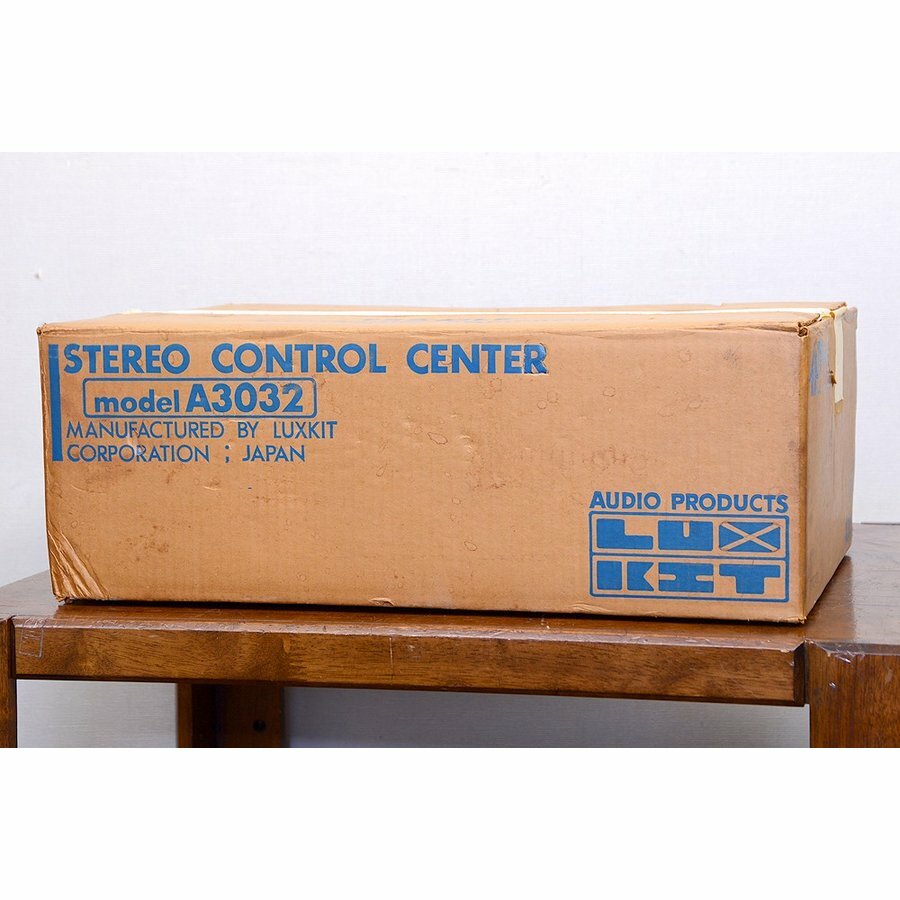 STEREO CONTROL CENTER
model A3032
MANUFACTURED BY LUXKIT
CORPORATION ; JAPAN
AUDIO PRODUCTS
LUX
KIT